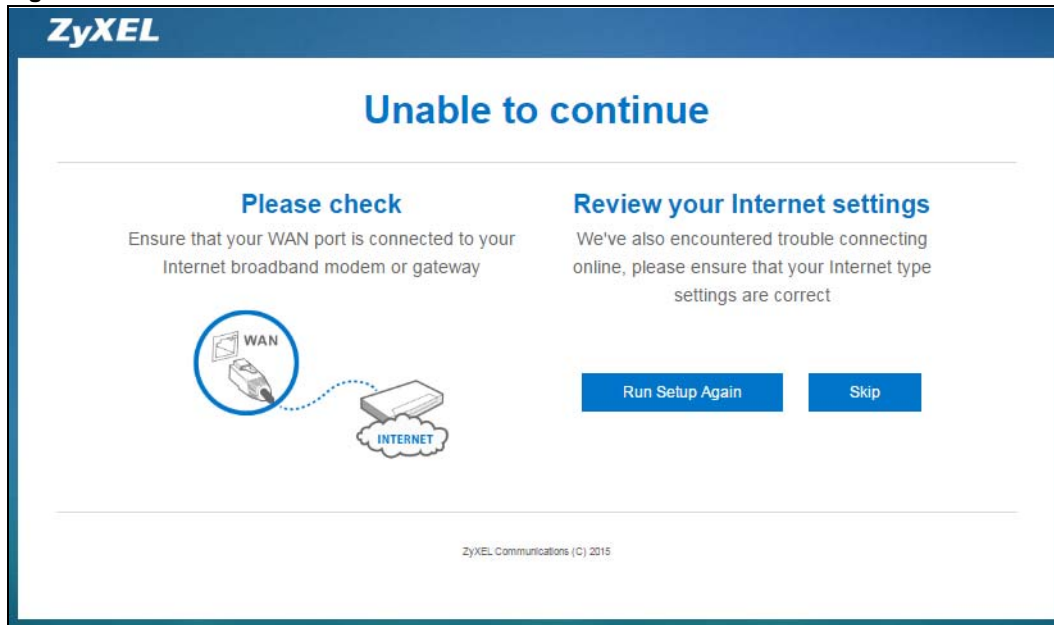 ZyXEL
Unable to continue
Please check
Ensure that your WAN port is connected to your
Internet broadband modem or gateway
WAN
INTERNET
Review your Internet settings
We've also encountered trouble connecting
online, please ensure that your Internet type
settings are correct
Run Setup Again
Skip
ZyXEL Communications (C) 2015